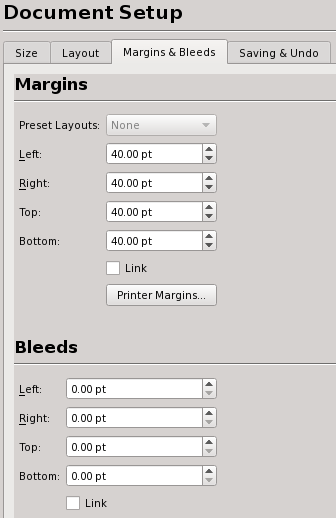 Document Setup
Size Layout Margins & Bleeds Saving & Undo
Margins
Preset Layouts: None
Left: 40.00 pt
Right: 40.00 pt
Top: 40.00 pt
Bottom: 40.00 pt
Link
Printer Margins...
Bleeds
Left: 0.00 pt
Right: 0.00 pt
Top: 0.00 pt
Bottom: 0.00 pt
Link